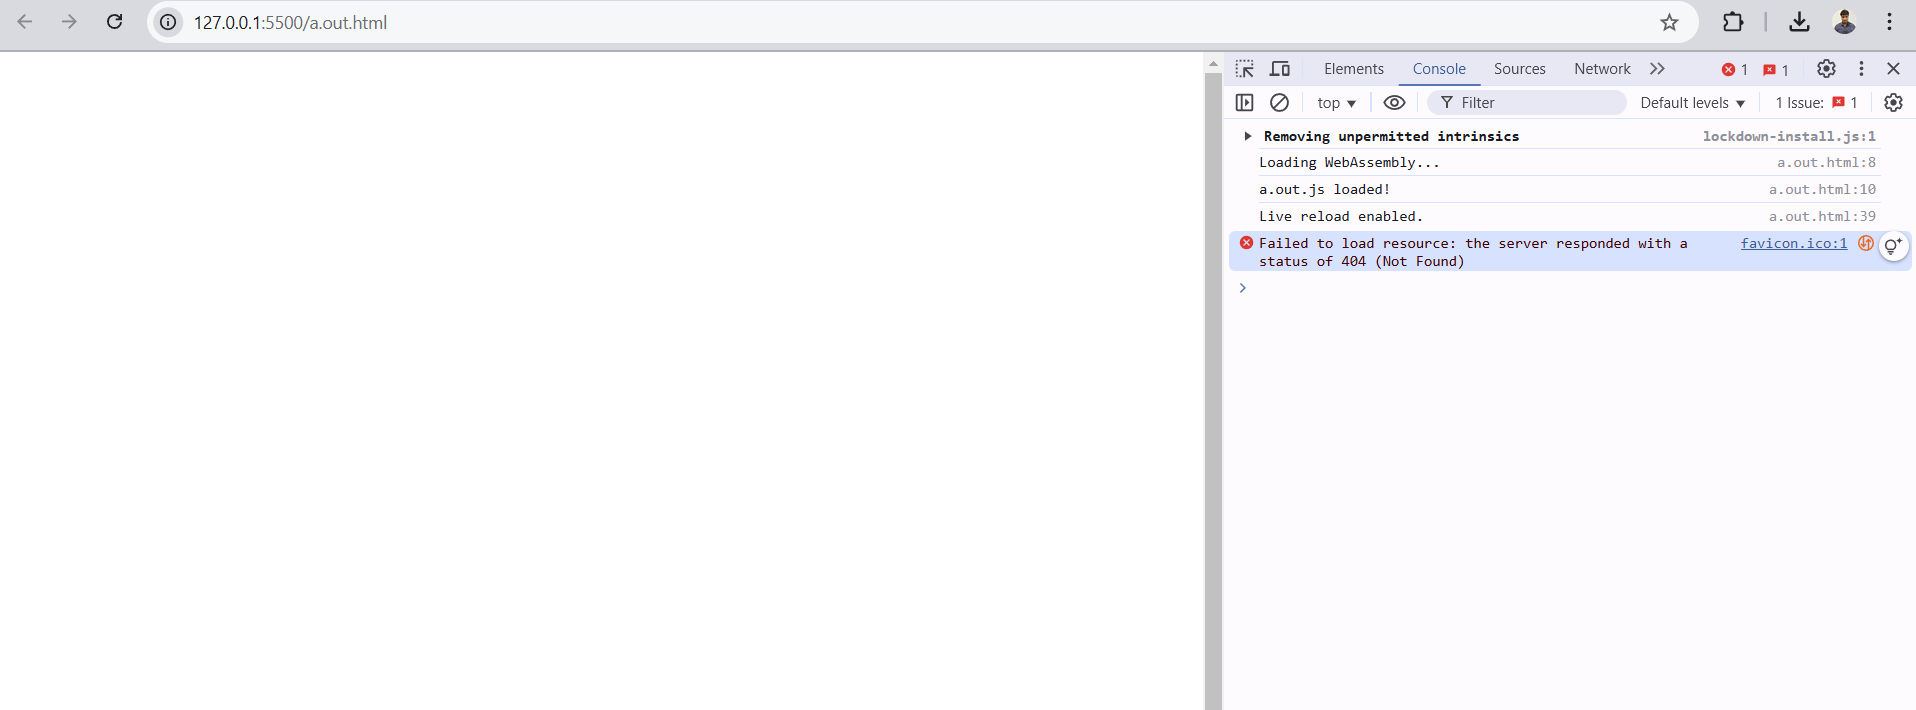 127.0.0.1:5500/a.out.html
Elements Console Sources Network 1 1
top Filter Default levels 1 Issue: 1
Removing unpermitted intrinsics lockdown-install.js:1
Loading WebAssembly... a.out.html:8
a.out.js loaded! a.out.html:10
Live reload enabled. a.out.html:39
Failed to load resource: the server responded with a favicon.ico:1
status of 404 (Not Found)